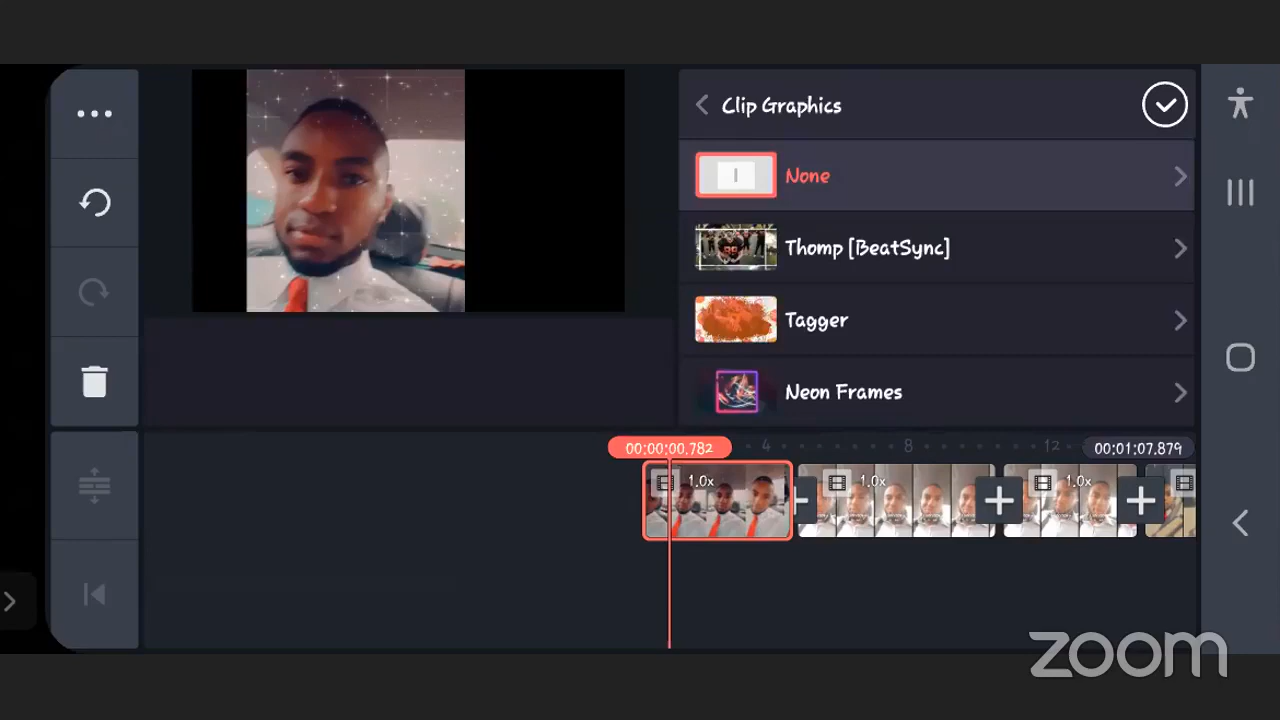 Clip Graphics
None
Thomp [BeatSync]
Tagger
Neon Frames
00:00:00.782
4
8
12
00:01:07.879
1.0x
1.0x
1.0x
zoom